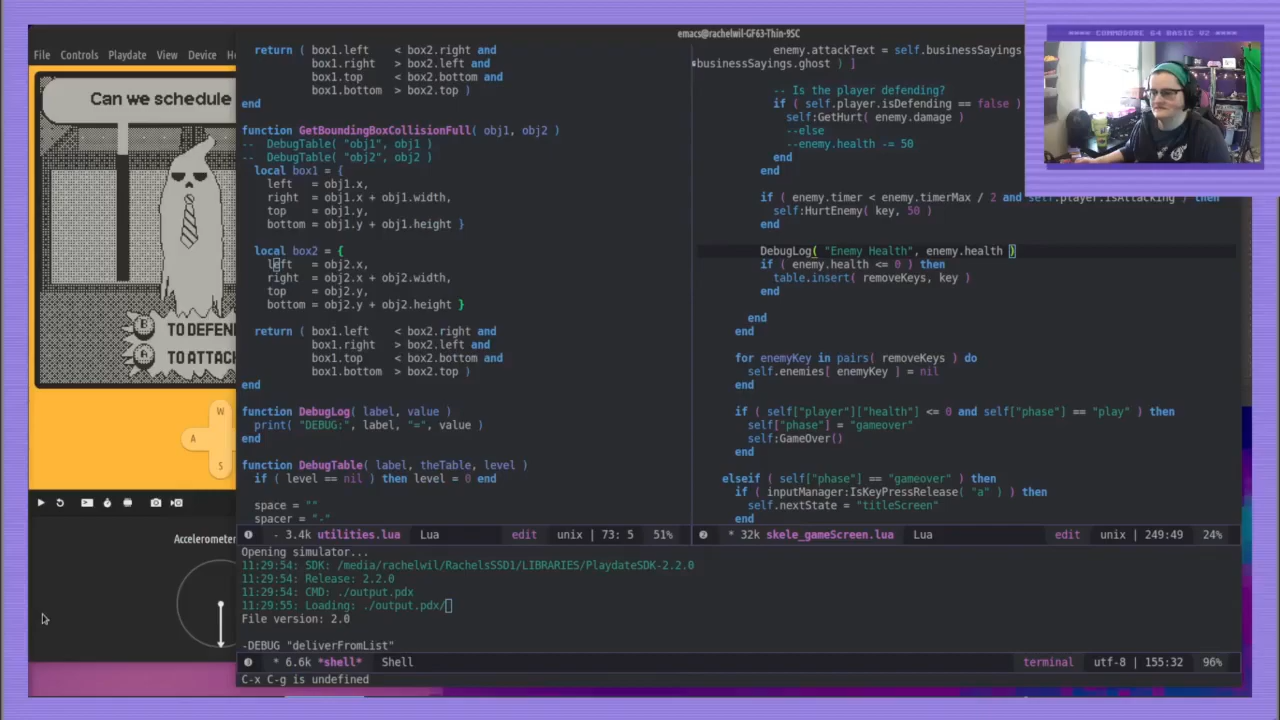 emacs@rachelwil-GF63-Thin-9SC
**** COMMODORE 64 BASIC V2 ****
File Controls Playdate View Device
Can we schedule
B TO DEFEN
A TO ATTAC
W
A
S
Accelerometer
return ( box1.left    < box2.right and
box1.right   > box2.left and
box1.top     < box2.bottom and
box1.bottom  > box2.top )
end
function GetBoundingBoxCollisionFull( obj1, obj2 )
--  DebugTable( "obj1", obj1 )
--  DebugTable( "obj2", obj2 )
local box1 = {
left   = obj1.x,
right  = obj1.x + obj1.width,
top    = obj1.y,
bottom = obj1.y + obj1.height }
local box2 = {
left   = obj2.x,
right  = obj2.x + obj2.width,
top    = obj2.y,
bottom = obj2.y + obj2.height }
return ( box1.left    < box2.right and
box1.right   > box2.left and
box1.top     < box2.bottom and
box1.bottom  > box2.top )
end
function DebugLog( label, value )
print( "DEBUG:", label, "=", value )
end
function DebugTable( label, theTable, level )
if ( level == nil ) then level = 0 end
space = ""
spacer = "-"
1 - 3.4k utilities.lua Lua edit unix | 73: 5 51%
enemy.attackText = self.businessSayings
businessSayings.ghost ) ]
-- Is the player defending?
if ( self.player.isDefending == false )
self:GetHurt( enemy.damage )
--else
--enemy.health -= 50
end
end
if ( enemy.timer < enemy.timerMax / 2 and self.player.isAttacking ) then
self:HurtEnemy( key, 50 )
end
DebugLog( "Enemy Health", enemy.health )
if ( enemy.health <= 0 ) then
table.insert( removeKeys, key )
end
end
end
for enemyKey in pairs( removeKeys ) do
self.enemies[ enemyKey ] = nil
end
if ( self["player"]["health"] <= 0 and self["phase"] == "play" ) then
self["phase"] = "gameover"
self:GameOver()
end
elseif ( self["phase"] == "gameover" ) then
if ( inputManager:IsKeyPressRelease( "a" ) ) then
self.nextState = "titleScreen"
end
2 * 32k skele_gameScreen.lua Lua edit unix | 249:49 24%
Opening simulator...
11:29:54: SDK: /media/rachelwil/RachelsSSD1/LIBRARIES/PlaydateSDK-2.2.0
11:29:54: Release: 2.2.0
11:29:54: CMD: ./output.pdx
11:29:55: Loading: ./output.pdx/
File version: 2.0
-DEBUG "deliverFromList"
3 * 6.6k *shell* Shell terminal utf-8 | 155:32 96%
C-x C-g is undefined